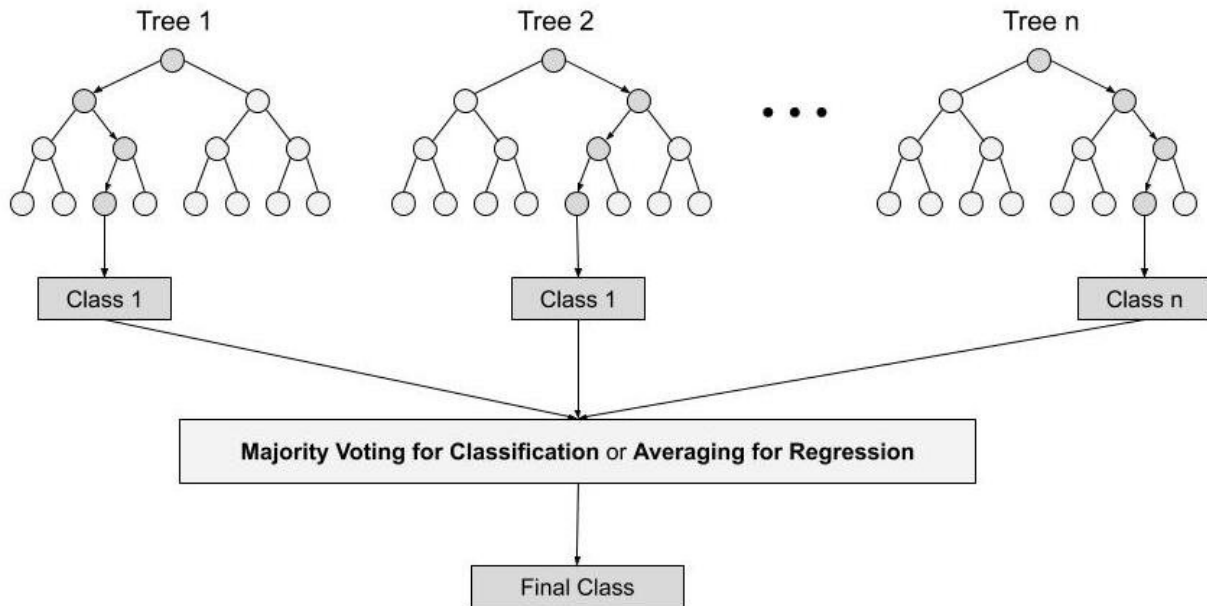 Tree 1
Tree 2
Tree n
Class 1
Class 1
Class n
Majority Voting for Classification or Averaging for Regression
Final Class